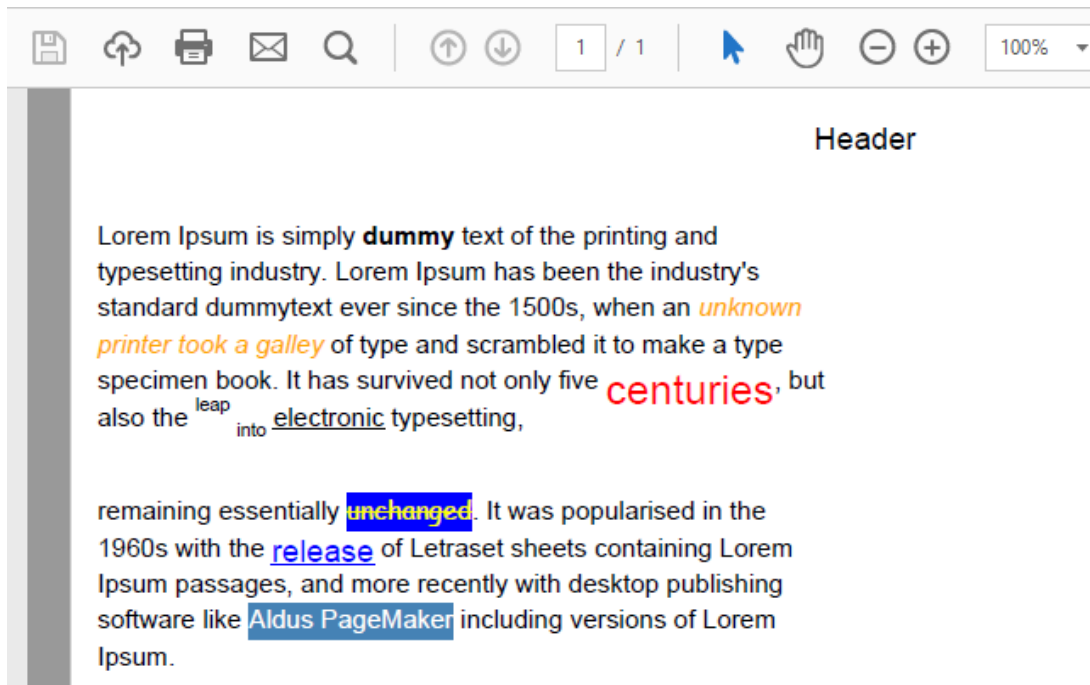 1 / 1 100%
Header
Lorem Ipsum is simply dummy text of the printing and
typesetting industry. Lorem Ipsum has been the industry's
standard dummytext ever since the 1500s, when an unknown
printer took a galley of type and scrambled it to make a type
specimen book. It has survived not only five centuries, but
also the leap into electronic typesetting,
remaining essentially unchanged. It was popularised in the
1960s with the release of Letraset sheets containing Lorem
Ipsum passages, and more recently with desktop publishing
software like Aldus PageMaker including versions of Lorem
Ipsum.